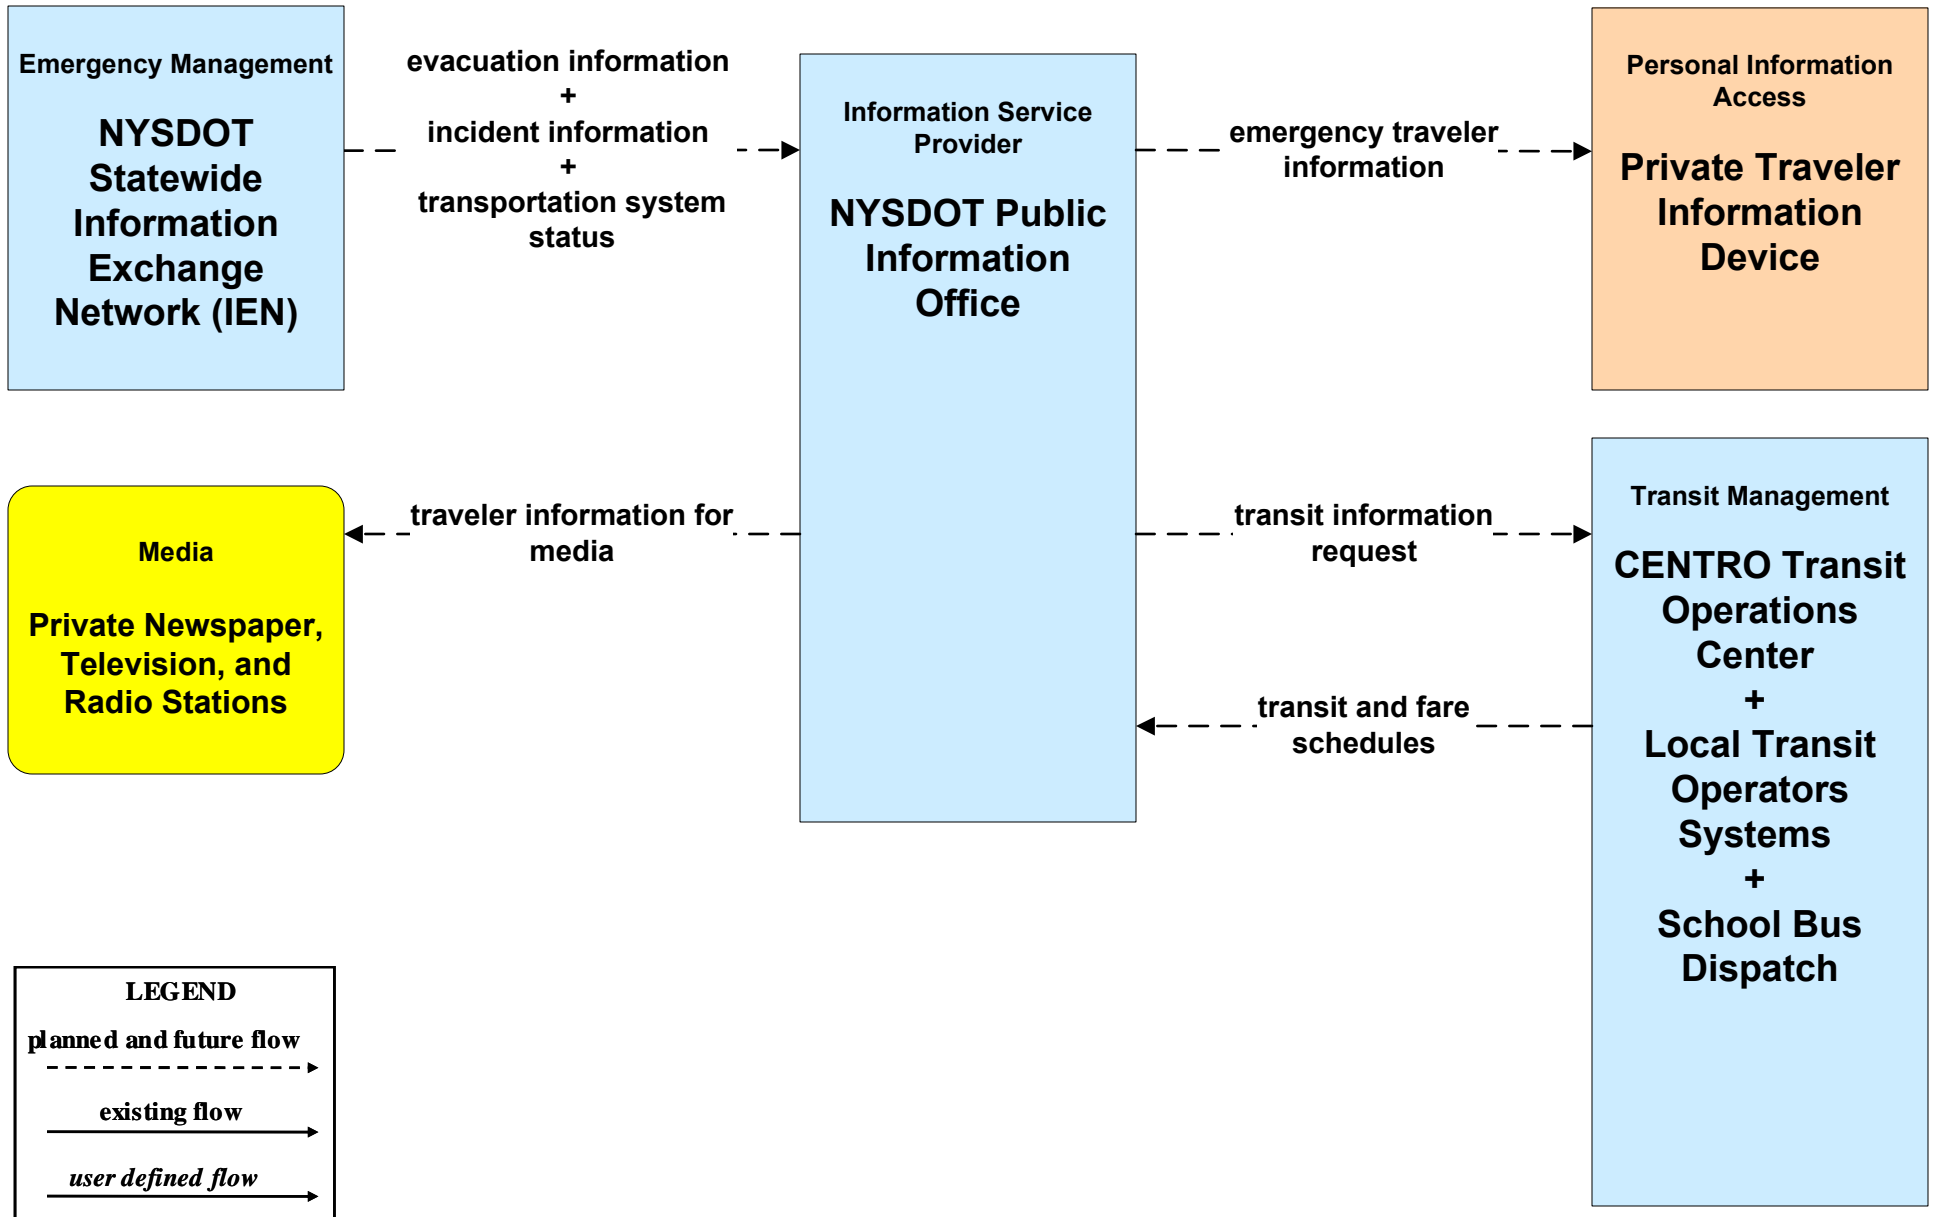 Emergency Management
NYSDOT
Statewide
Information
Exchange
Network (IEN)
evacuation information
+
incident information
+
transportation system
status
Information Service
Provider
NYSDOT Public
Information
Office
emergency traveler
information
Personal Information
Access
Private Traveler
Information
Device
Media
Private Newspaper,
Television, and
Radio Stations
traveler information for
media
transit information
request
transit and fare
schedules
Transit Management
CENTRO Transit
Operations
Center
+
Local Transit
Operators
Systems
+
School Bus
Dispatch
LEGEND
planned and future flow
existing flow
user defined flow